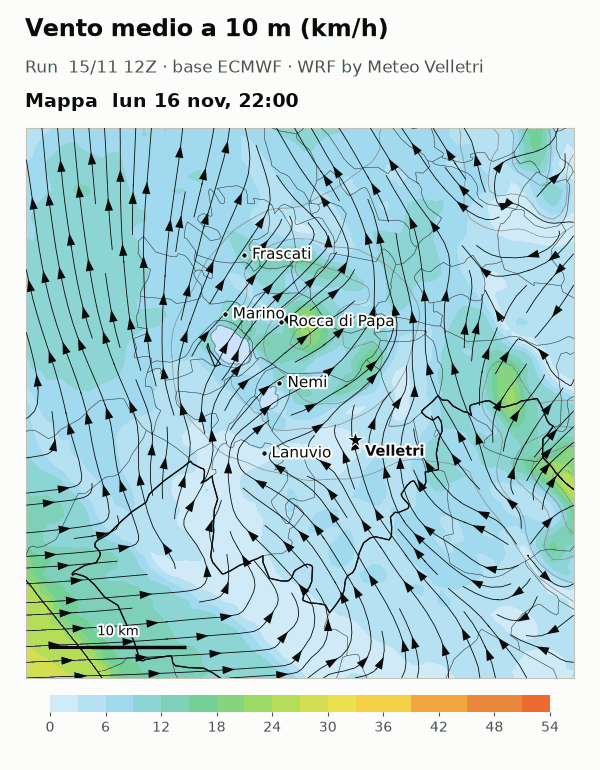 Vento medio a 10 m (km/h)
Run  15/11 12Z · base ECMWF · WRF by Meteo Velletri
Mappa  lun 16 nov, 22:00
Frascati
Marino
Rocca di Papa
Nemi
Lanuvio
Velletri
10 km
0 6 12 18 24 30 36 42 48 54